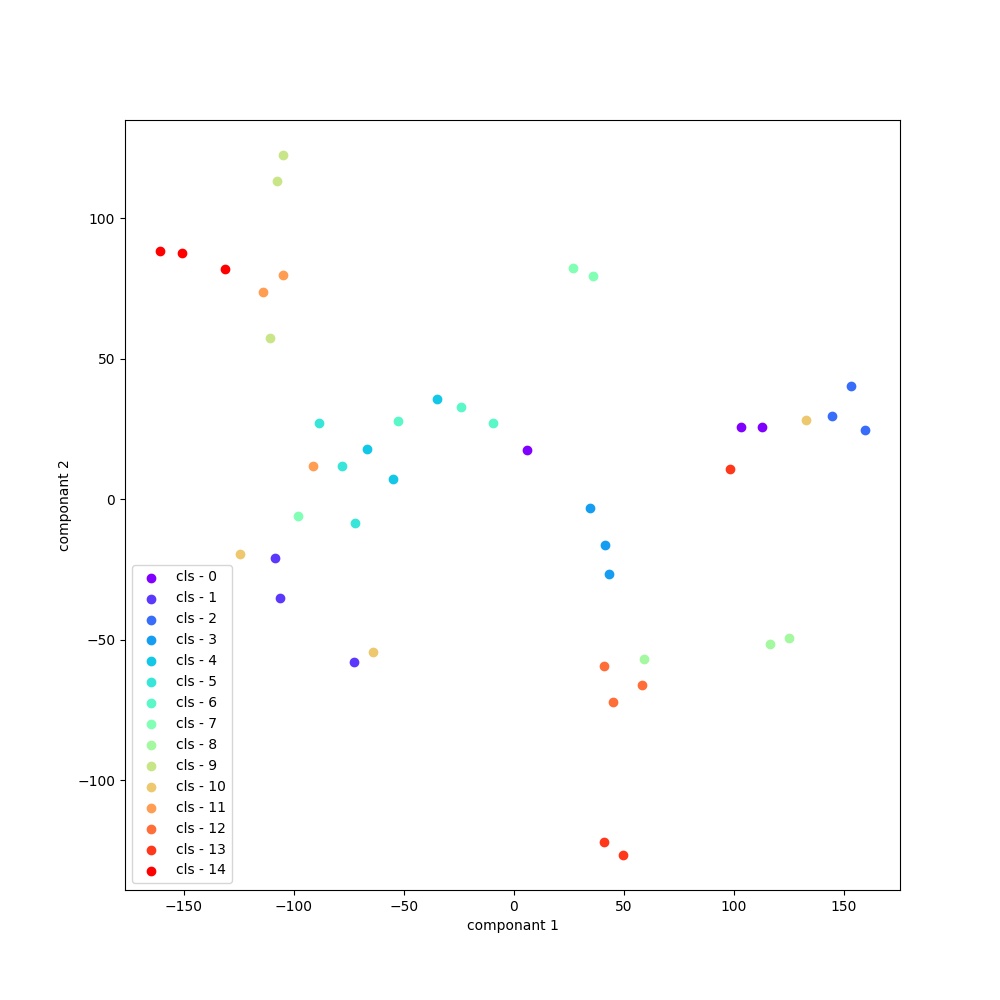 100
50
0
−50
−100
componant 2
cls - 0
cls - 1
cls - 2
cls - 3
cls - 4
cls - 5
cls - 6
cls - 7
cls - 8
cls - 9
cls - 10
cls - 11
cls - 12
cls - 13
cls - 14
−150 −100 −50 0 50 100 150
componant 1